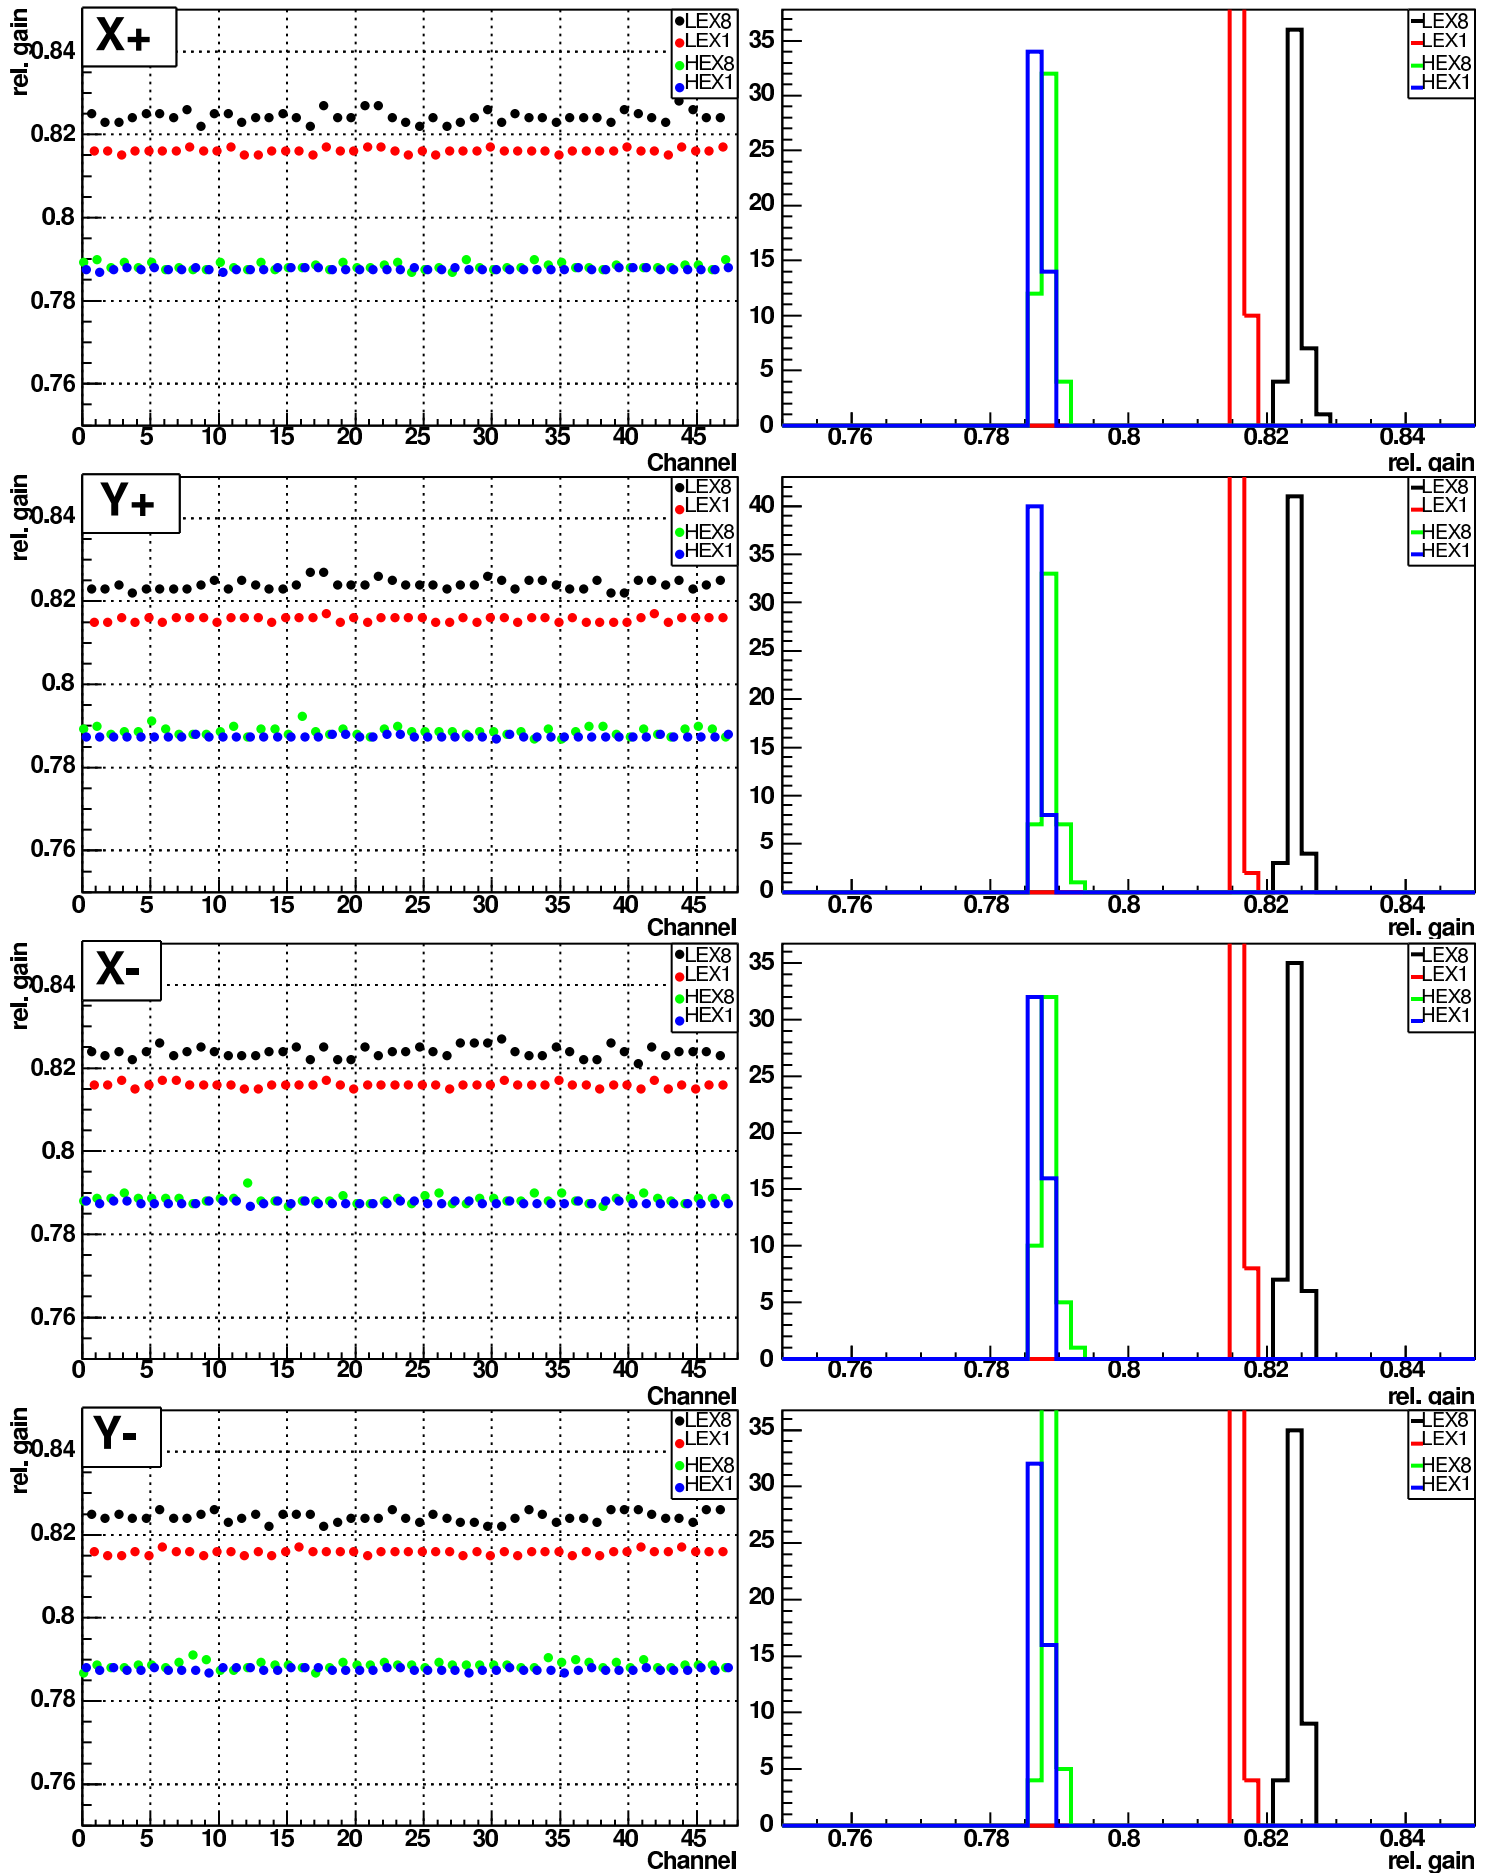 X+
rel. gain
0.84
0.82
0.8
0.78
0.76
0 5 10 15 20 25 30 35 40 45
Channel
LEX8
LEX1
HEX8
HEX1
35
30
25
20
15
10
5
0
0.76 0.78 0.8 0.82 0.84
rel. gain
LEX8
LEX1
HEX8
HEX1
Y+
rel. gain
0.84
0.82
0.8
0.78
0.76
0 5 10 15 20 25 30 35 40 45
Channel
LEX8
LEX1
HEX8
HEX1
40
35
30
25
20
15
10
5
0
0.76 0.78 0.8 0.82 0.84
rel. gain
LEX8
LEX1
HEX8
HEX1
X-
rel. gain
0.84
0.82
0.8
0.78
0.76
0 5 10 15 20 25 30 35 40 45
Channel
LEX8
LEX1
HEX8
HEX1
35
30
25
20
15
10
5
0
0.76 0.78 0.8 0.82 0.84
rel. gain
LEX8
LEX1
HEX8
HEX1
Y-
rel. gain
0.84
0.82
0.8
0.78
0.76
0 5 10 15 20 25 30 35 40 45
Channel
LEX8
LEX1
HEX8
HEX1
35
30
25
20
15
10
5
0
0.76 0.78 0.8 0.82 0.84
rel. gain
LEX8
LEX1
HEX8
HEX1